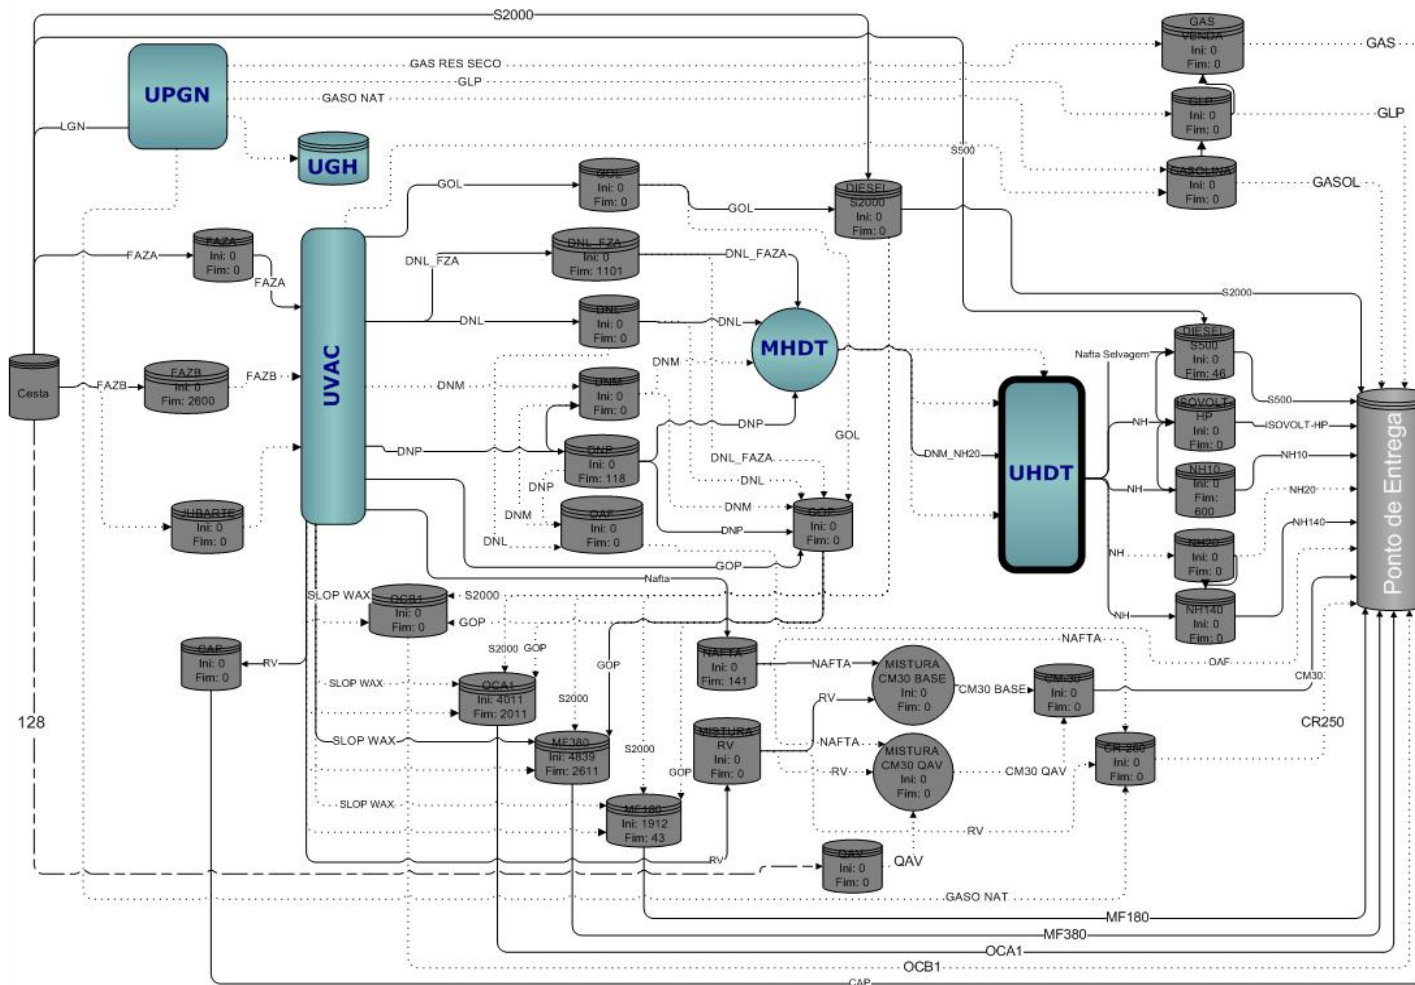 S2000
UPGN
GAS RES SECO
GLP
GASO NAT
LGN
UGH
GAS
VENDA
Ini: 0
Fim: 0
GAS
GLP
Ini: 0
Fim: 0
GLP
S500
GASOLINA
Ini: 0
Fim: 0
GASOL
GOL
GOL
Ini: 0
Fim: 0
GOL
DIESEL
S2000
Ini: 0
Fim: 0
FAZA
FAZA
Ini: 0
Fim: 0
FAZA
UVAC
DNL_FZA
DNL_FZA
Ini: 0
Fim: 1101
DNL_FAZA
S2000
DNL
DNL
Ini: 0
Fim: 0
DNL
MHDT
Cesta
FAZB
FAZB
Ini: 0
Fim: 2600
FAZB
DNM
DNM
Ini: 0
Fim: 0
DNM
Nafta Selvagem
DIESEL
S500
Ini: 0
Fim: 46
S500
DNP
DNP
Ini: 0
Fim: 118
DNP
GOL
DNM_NH20
UHDT
NH
ISOVOLT-
HP
Ini: 0
Fim: 0
ISOVOLT-HP
DNL_FAZA
DNL
DNP
DNM
DNL
OAF
Ini: 0
Fim: 0
DNM
DNP
GOP
GOP
Ini: 0
Fim: 0
NH
NH10
Ini: 0
Fim:
600
NH10
NH20
NH
NH20
Ini: 0
Fim: 0
NH140
NH
NH140
Ini: 0
Fim: 0
Ponto de Entrega
JUBARTE
Ini: 0
Fim: 0
Nafta
SLOP WAX
OCB1
Ini: 0
Fim: 0
S2000
GOP
CAP
Ini: 0
Fim: 0
RV
S2000
GOP
SLOP WAX
OCA1
Ini: 4011
Fim: 2011
GOP
S2000
NAFTA
Ini: 0
Fim: 141
NAFTA
MISTURA
CM30 BASE
Ini: 0
Fim: 0
CM30 BASE
CM-30
Ini: 0
Fim: 0
NAFTA
OAF
CM30
RV
128
SLOP WAX
MF380
Ini: 4839
Fim: 2611
S2000
GOP
MISTURA
RV
Ini: 0
Fim: 0
NAFTA
RV
MISTURA
CM30 QAV
Ini: 0
Fim: 0
CM30 QAV
CR-250
Ini: 0
Fim: 0
CR250
SLOP WAX
MF180
Ini: 1912
Fim: 43
RV
RV
QAV
Ini: 0
Fim: 0
QAV
GASO NAT
MF180
MF380
OCA1
OCB1
CAP